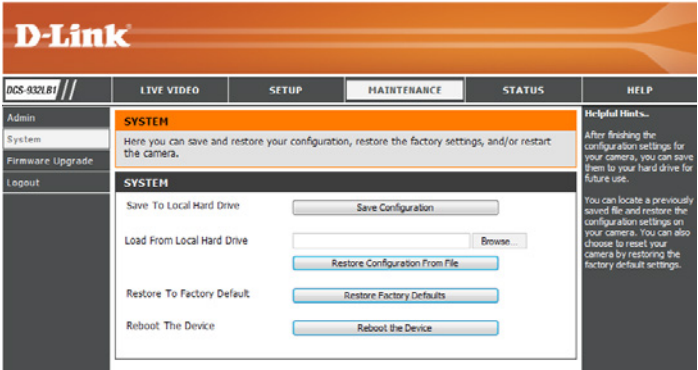 D-Link
DCS-932LB1 // LIVE VIDEO SETUP MAINTENANCE STATUS HELP
Admin
System
Firmware Upgrade
Logout
SYSTEM
Here you can save and restore your configuration, restore the factory settings, and/or restart
the camera.
SYSTEM
Save To Local Hard Drive Save Configuration
Load From Local Hard Drive Browse...
Restore Configuration From File
Restore To Factory Default Restore Factory Defaults
Reboot The Device Reboot the Device
Helpful Hints..
After finishing the
configuration settings for
your camera, you can save
them to your hard drive for
future use.
You can locate a previously
saved file and restore the
configuration settings on
your camera. You can also
choose to reset your
camera by restoring the
factory default settings.